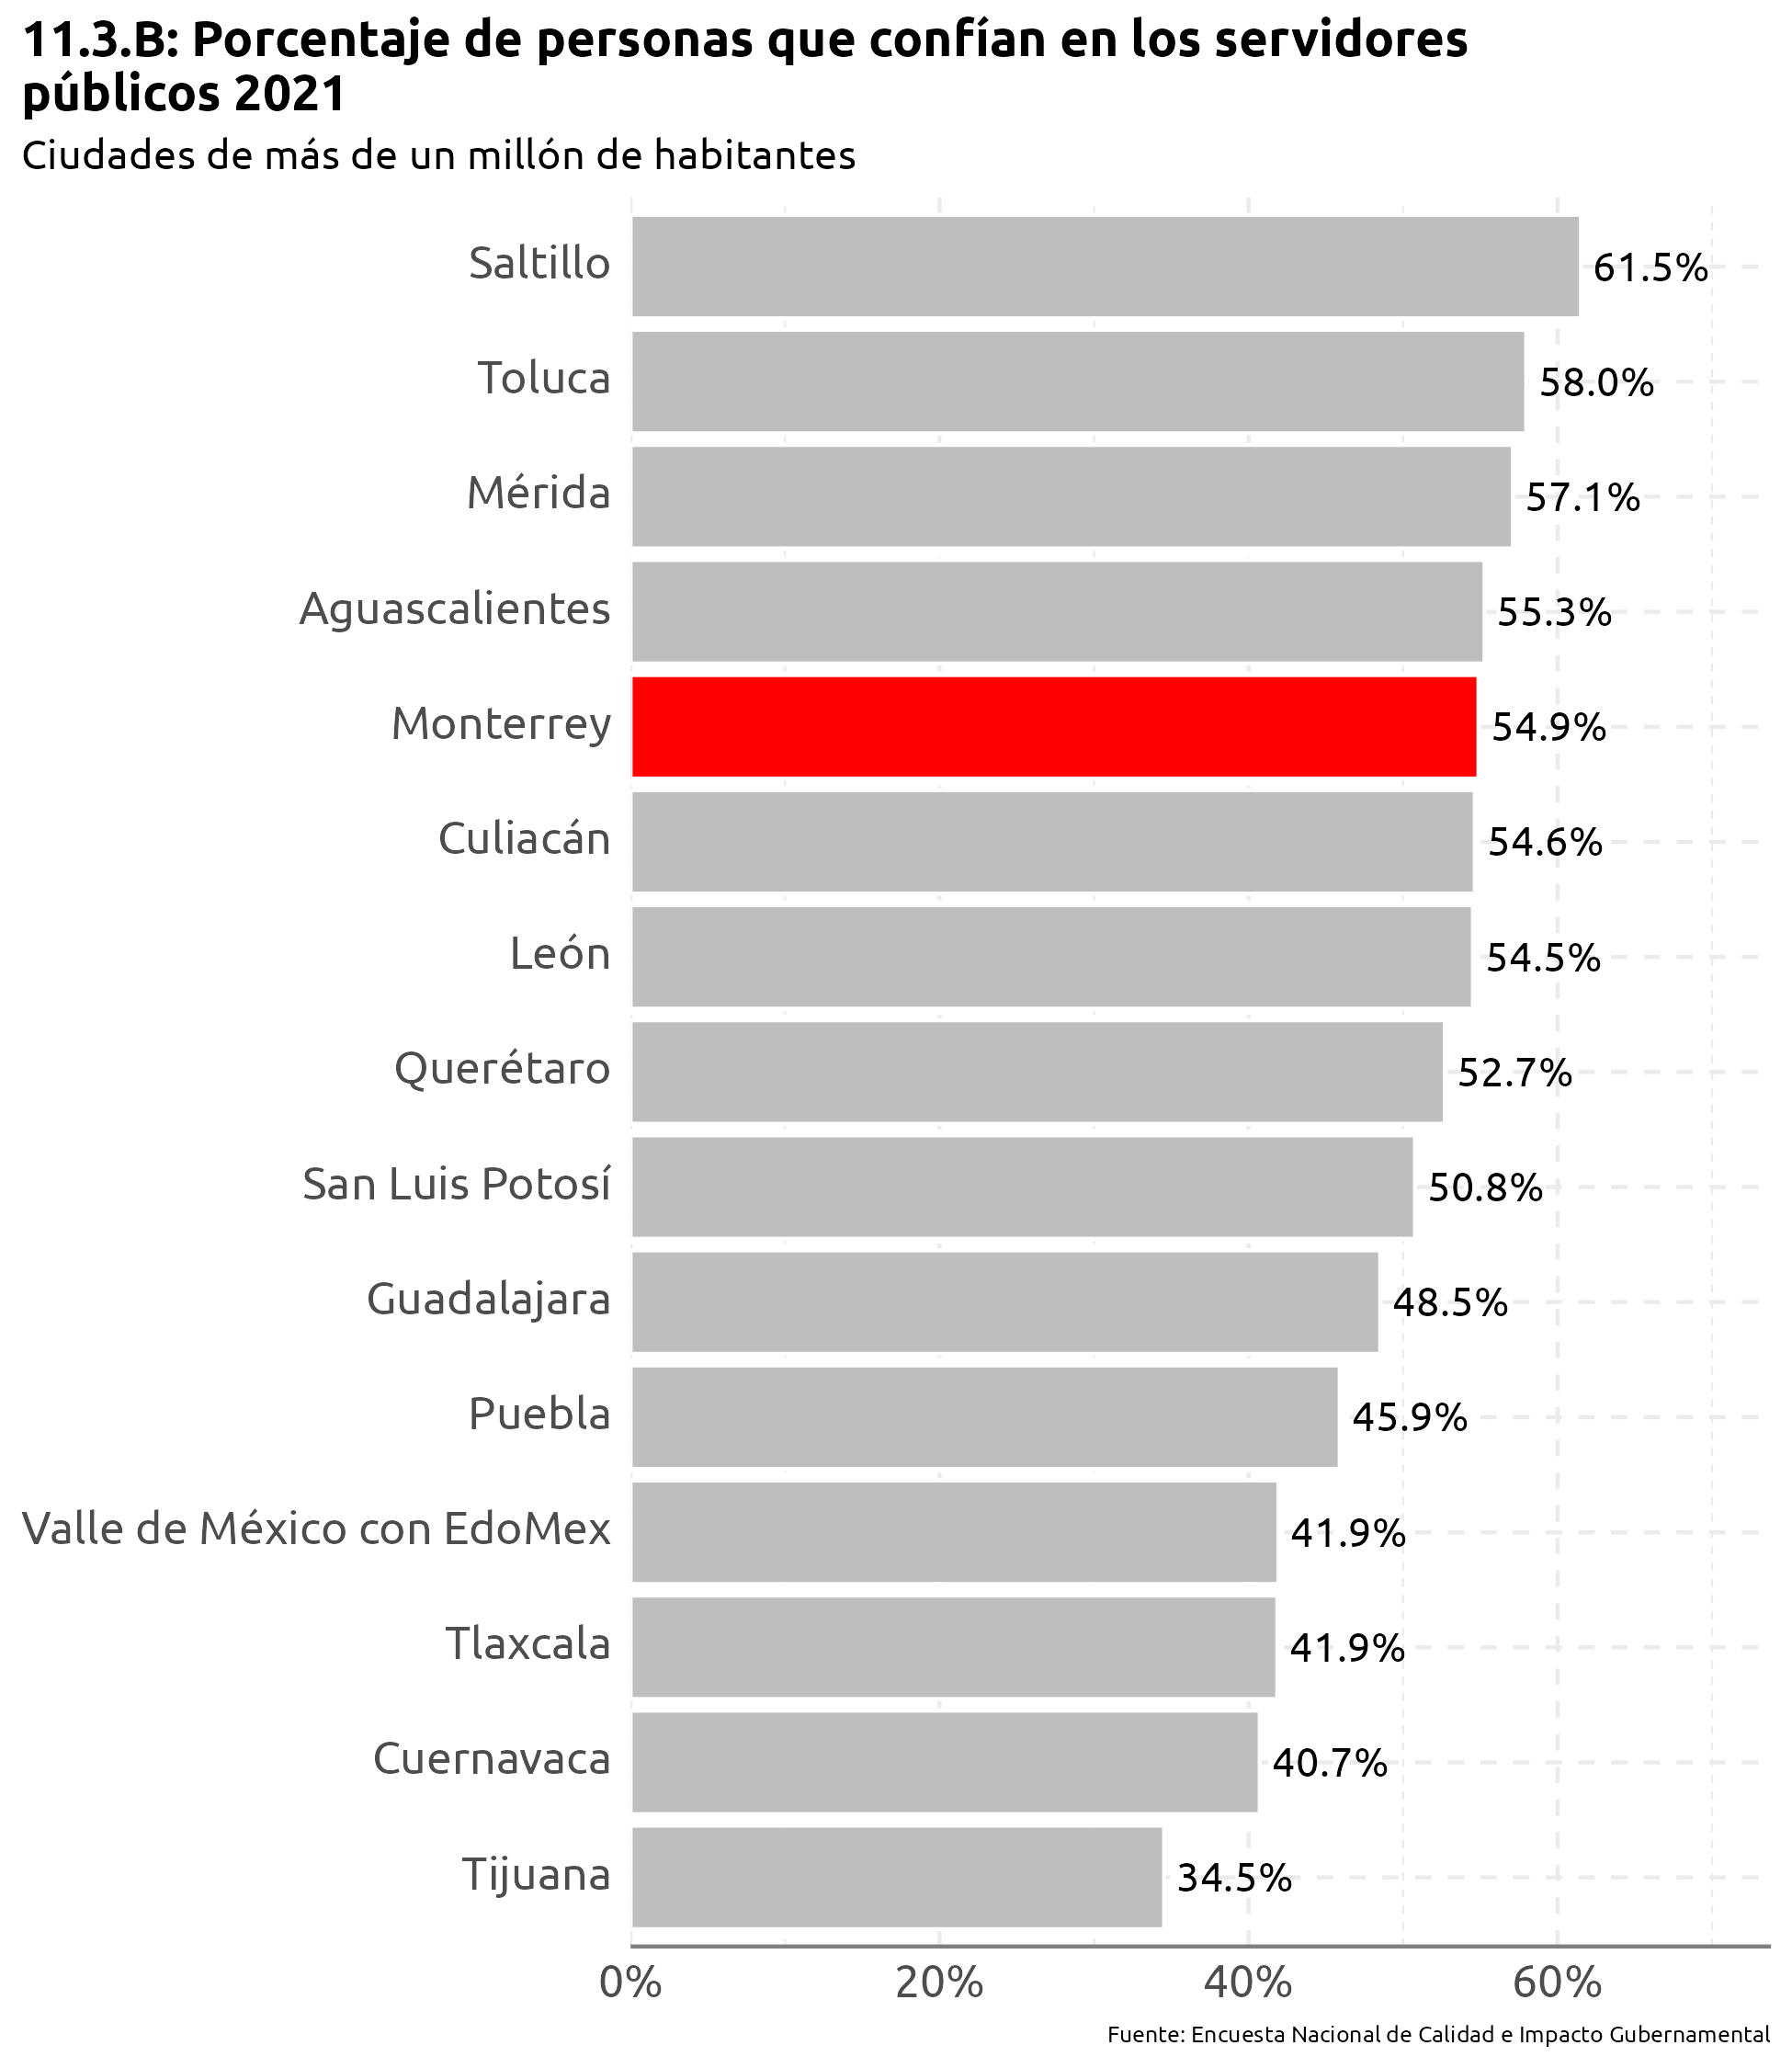 11.3.B: Porcentaje de personas que confían en los servidores
públicos 2021
Ciudades de más de un millón de habitantes
Saltillo 61.5%
Toluca 58.0%
Mérida 57.1%
Aguascalientes 55.3%
Monterrey 54.9%
Culiacán 54.6%
León 54.5%
Querétaro 52.7%
San Luis Potosí 50.8%
Guadalajara 48.5%
Puebla 45.9%
Valle de México con EdoMex 41.9%
Tlaxcala 41.9%
Cuernavaca 40.7%
Tijuana 34.5%
0% 20% 40% 60%
Fuente: Encuesta Nacional de Calidad e Impacto Gubernamental